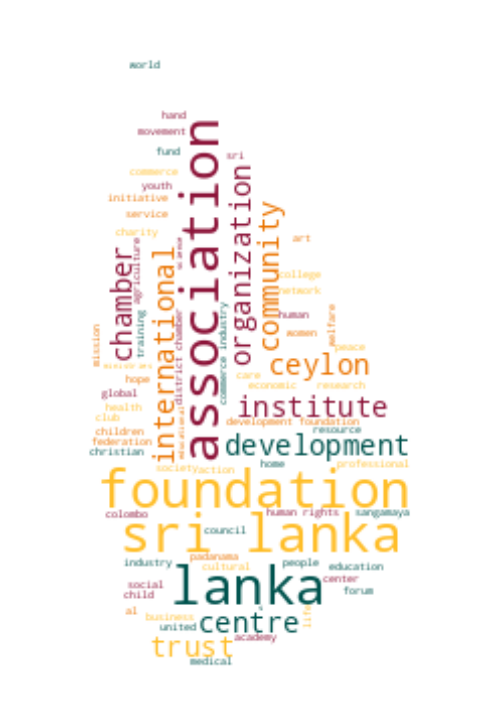 world
hand
movement
fund
sri
commerce
youth
initiative
service
charity
association
organization
community
art
chamber
agriculture
international
college
network
human
women
welfare
peace
mission
training
district chamber
commerce industry
ceylon
hope
care
economic
research
global
institute
health
club
development foundation
children
resource
federation
development
christian
educational
society
action
home
professional
foundation
colombo
human rights
sangamaya
sri lanka
council
industry
padanama
cultural
people
education
social
lanka
center
child
forum
al
business
united
centre
life
academy
trust
medical